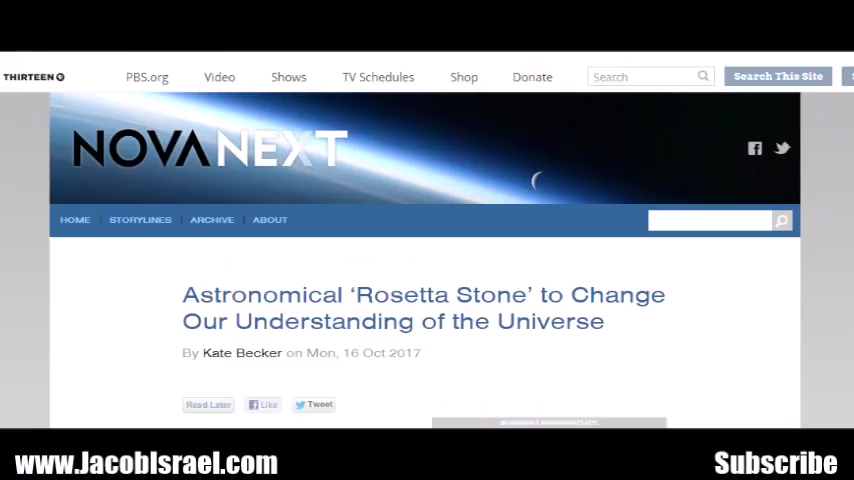 THIRTEEN PBS.org Video Shows TV Schedules Shop Donate Search Search This Site
NOVANEXT
HOME STORYLINES ARCHIVE ABOUT
Astronomical ‘Rosetta Stone’ to Change
Our Understanding of the Universe
By Kate Becker on Mon, 16 Oct 2017
Read Later Like Tweet
www.JacobIsrael.com Subscribe